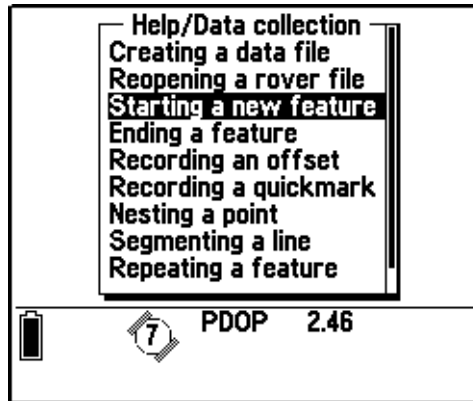 Help/Data collection
Creating a data file
Reopening a rover file
Starting a new feature
Ending a feature
Recording an offset
Recording a quickmark
Nesting a point
Segmenting a line
Repeating a feature
7 PDOP 2.46